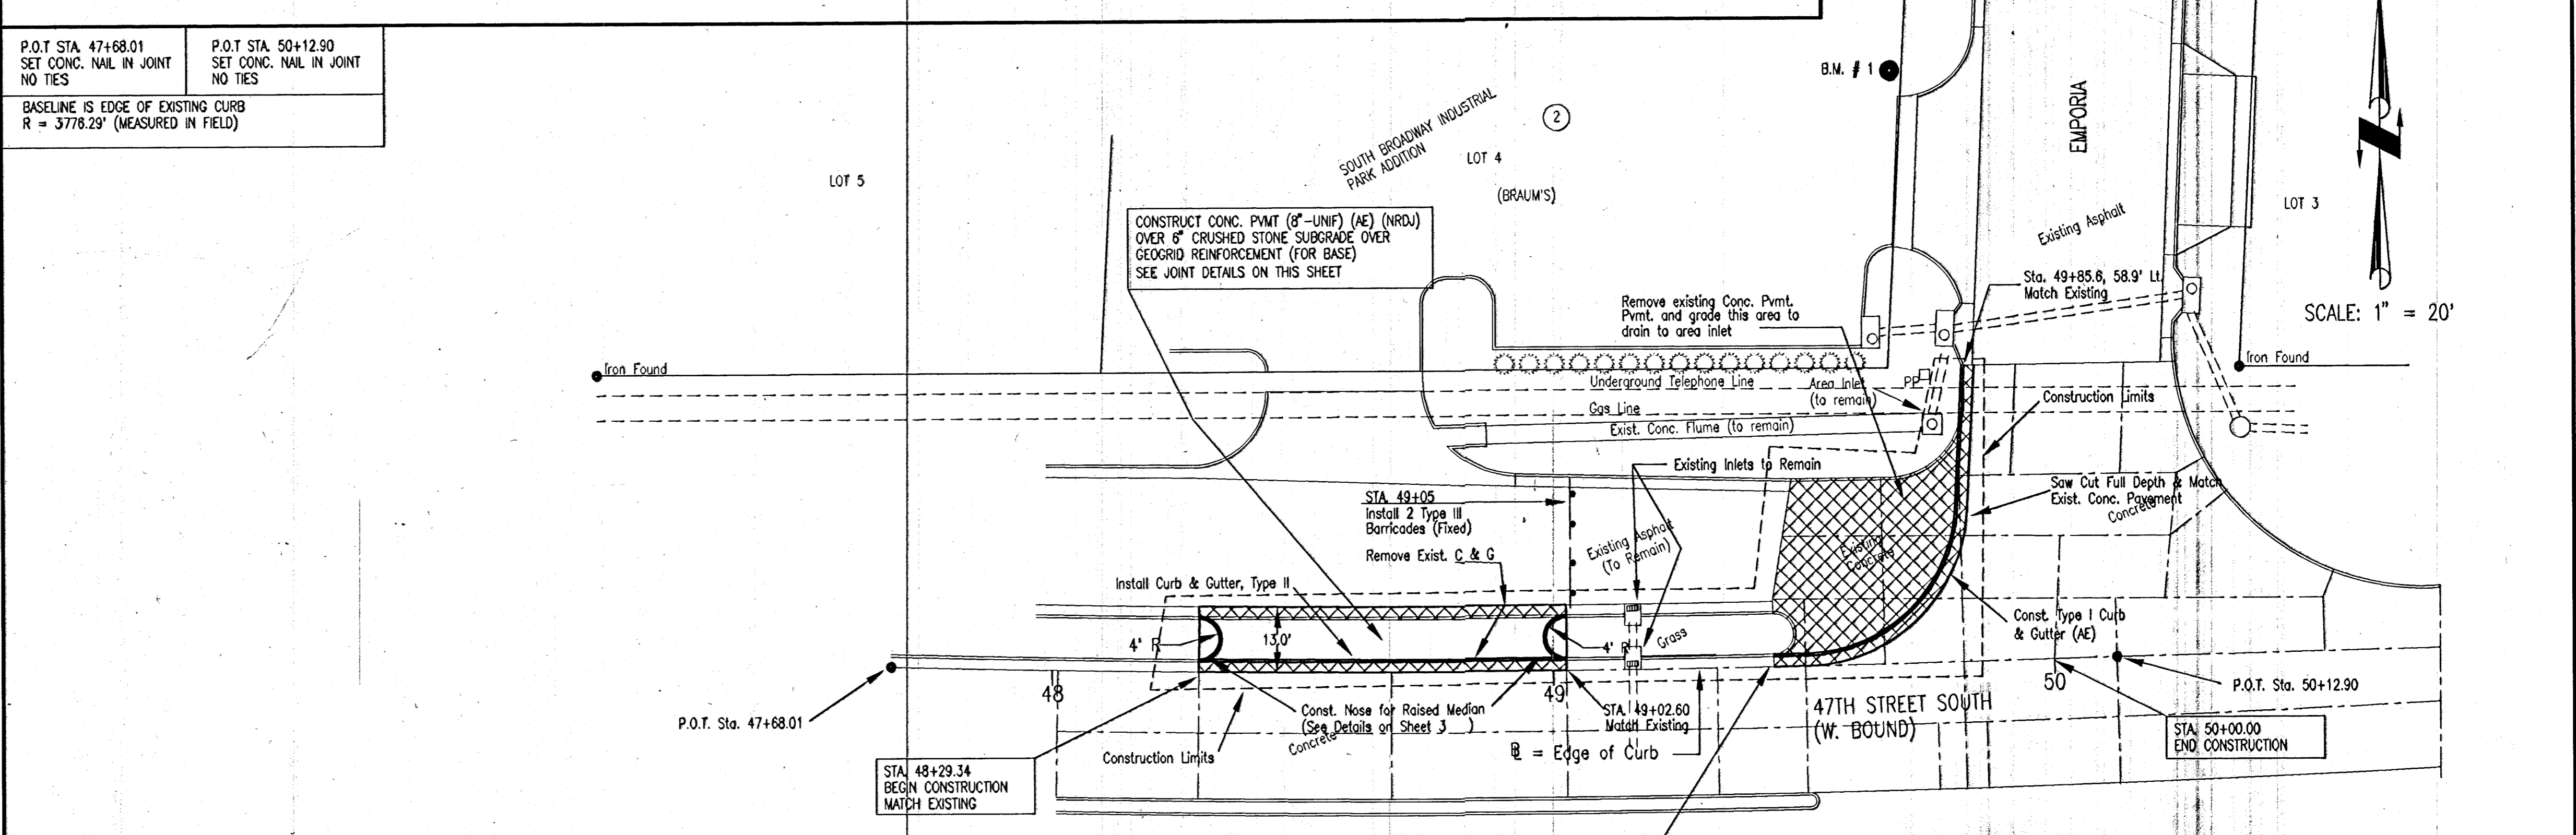 P.O.T STA. 47+68.01
SET CONC. NAIL IN JOINT
NO TIES
P.O.T STA. 50+12.90
SET CONC. NAIL IN JOINT
NO TIES
BASELINE IS EDGE OF EXISTING CURB
R = 3776.29' (MEASURED IN FIELD)
B.M. # 1
EMPORIA
SOUTH BROADWAY INDUSTRIAL
PARK ADDITION
2
LOT 4
(BRAUM'S)
LOT 5
LOT 3
SCALE: 1" = 20'
CONSTRUCT CONC. PVMT (8"-UNIF) (AE) (NRDJ)
OVER 6" CRUSHED STONE SUBGRADE OVER
GEOGRID REINFORCEMENT (FOR BASE)
SEE JOINT DETAILS ON THIS SHEET
Existing Asphalt
Sta. 49+85.6, 58.9' Lt.
Match Existing
Remove existing Conc. Pvmt.
Pvmt. and grade this area to
drain to area inlet
Iron Found
Iron Found
Underground Telephone Line
Area Inlet
(to remain)
PP
Gas Line
Exist. Conc. Flume (to remain)
Construction Limits
Existing Inlets to Remain
Saw Cut Full Depth & Match
Exist. Conc. Pavement
Concrete
STA. 49+05
Install 2 Type III
Barricades (Fixed)
Remove Exist. C & G
Existing Asphalt
(To Remain)
Existing
Concrete
Install Curb & Gutter, Type II
4' R
13.0'
4' R
Grass
Const. Type I Curb
& Gutter (AE)
48
49
50
P.O.T. Sta. 47+68.01
P.O.T. Sta. 50+12.90
Const. Nose for Raised Median
(See Details on Sheet 3 )
Concrete
STA. 49+02.60
Match Existing
47TH STREET SOUTH
(W. BOUND)
Construction Limits
BL = Edge of Curb
STA. 50+00.00
END CONSTRUCTION
STA. 48+29.34
BEGIN CONSTRUCTION
MATCH EXISTING